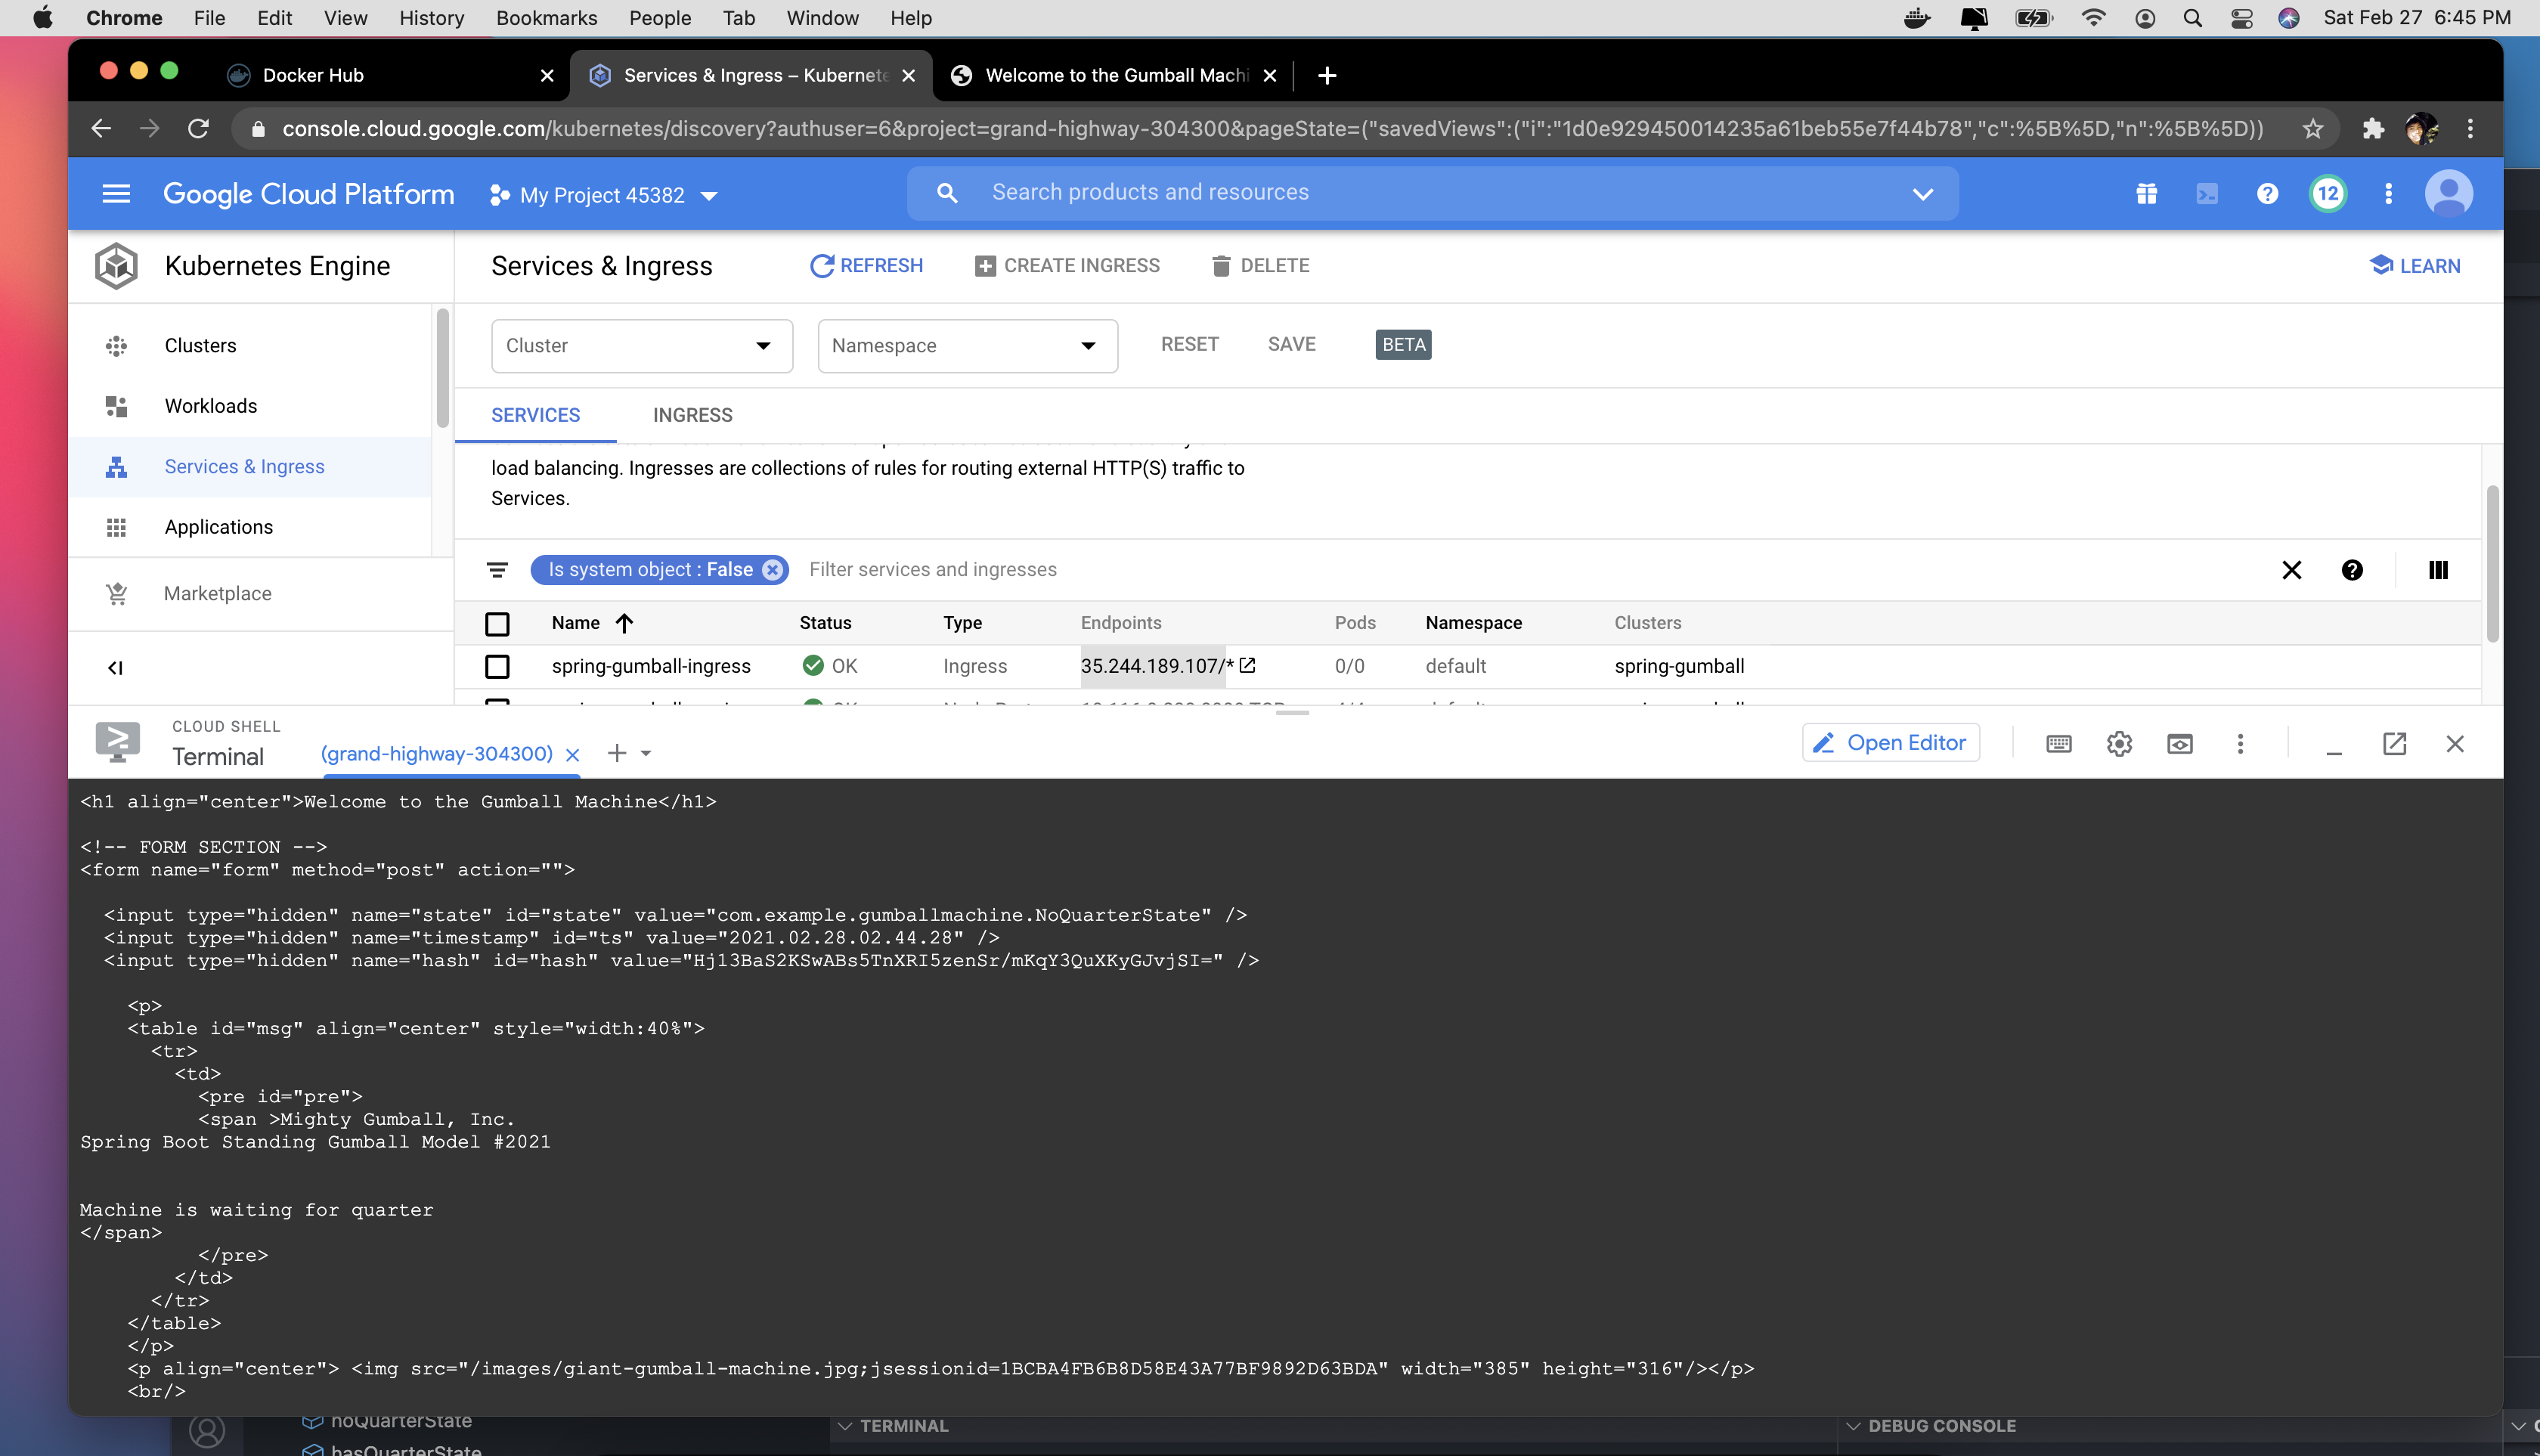 Chrome File Edit View History Bookmarks People Tab Window Help Sat Feb 27 6:45 PM
Docker Hub Services & Ingress – Kubernete Welcome to the Gumball Machi
console.cloud.google.com/kubernetes/discovery?authuser=6&project=grand-highway-304300&pageState=("savedViews":("i":"1d0e929450014235a61beb55e7f44b78","c":%5B%5D,"n":%5B%5D))
Google Cloud Platform My Project 45382 Search products and resources 12
Kubernetes Engine Services & Ingress REFRESH CREATE INGRESS DELETE LEARN
Clusters
Workloads
Services & Ingress
Applications
Marketplace
Cluster Namespace RESET SAVE BETA
SERVICES INGRESS
load balancing. Ingresses are collections of rules for routing external HTTP(S) traffic to
Services.
Is system object : False Filter services and ingresses
Name Status Type Endpoints Pods Namespace Clusters
spring-gumball-ingress OK Ingress 35.244.189.107/* 0/0 default spring-gumball
CLOUD SHELL
Terminal (grand-highway-304300) Open Editor
<h1 align="center">Welcome to the Gumball Machine</h1>
<!-- FORM SECTION -->
<form name="form" method="post" action="">
<input type="hidden" name="state" id="state" value="com.example.gumballmachine.NoQuarterState" />
<input type="hidden" name="timestamp" id="ts" value="2021.02.28.02.44.28" />
<input type="hidden" name="hash" id="hash" value="Hj13BaS2KSwABs5TnXRI5zenSr/mKqY3QuXKyGJvjSI=" />
<p>
<table id="msg" align="center" style="width:40%">
<tr>
<td>
<pre id="pre">
<span >Mighty Gumball, Inc.
Spring Boot Standing Gumball Model #2021
Machine is waiting for quarter
</span>
</pre>
</td>
</tr>
</table>
</p>
<p align="center"> <img src="/images/giant-gumball-machine.jpg;jsessionid=1BCBA4FB6B8D58E43A77BF9892D63BDA" width="385" height="316"/></p>
<br/>
noQuarterState TERMINAL DEBUG CONSOLE
hasQuarterState